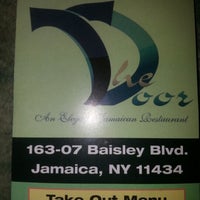 The Door
An Elegant Jamaican Restaurant
163-07 Baisley Blvd.
Jamaica, NY 11434
Take Out Menu